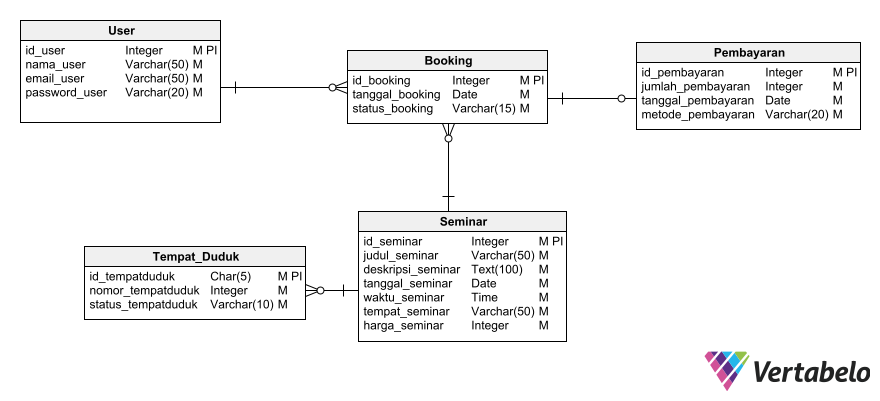 User
id_user Integer M PI
nama_user Varchar(50) M
email_user Varchar(50) M
password_user Varchar(20) M
Booking
id_booking Integer M PI
tanggal_booking Date M
status_booking Varchar(15) M
Pembayaran
id_pembayaran Integer M PI
jumlah_pembayaran Integer M
tanggal_pembayaran Date M
metode_pembayaran Varchar(20) M
Seminar
id_seminar Integer M PI
judul_seminar Varchar(50) M
deskripsi_seminar Text(100) M
tanggal_seminar Date M
waktu_seminar Time M
tempat_seminar Varchar(50) M
harga_seminar Integer M
Tempat_Duduk
id_tempatduduk Char(5) M PI
nomor_tempatduduk Integer M
status_tempatduduk Varchar(10) M
Vertabelo